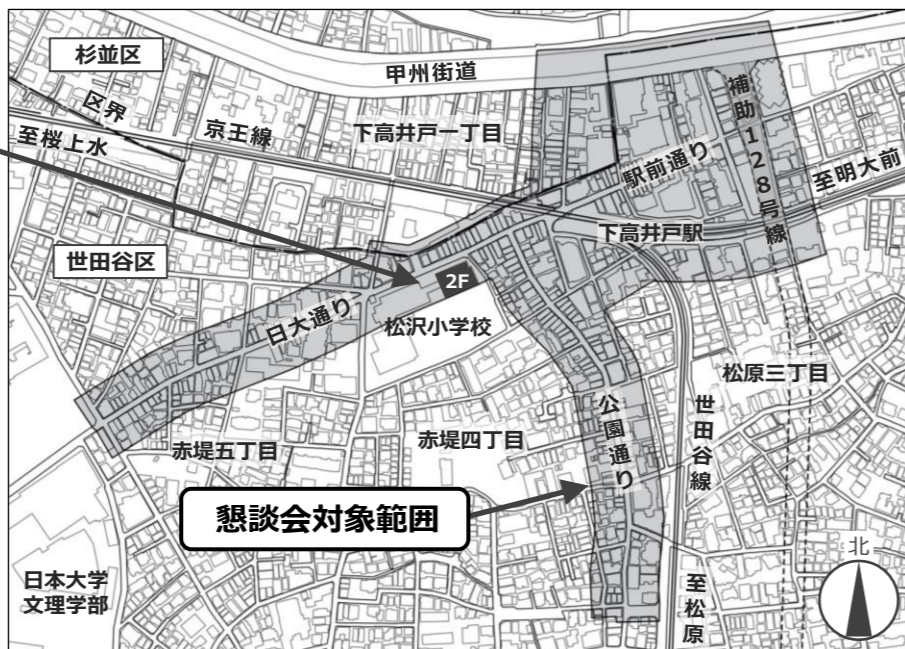 杉並区
甲州街道
区界
至桜上水
京王線
下高井戸一丁目
補助128号線
駅前通り
至明大前
下高井戸駅
世田谷区
2F
日大通り
松沢小学校
松原三丁目
公園通り
世田谷線
赤堤五丁目
赤堤四丁目
懇談会対象範囲
日本大学
文理学部
至松原
北